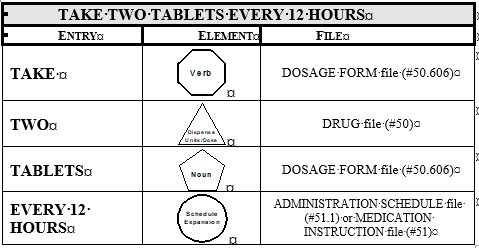 TAKE·TWO·TABLETS·EVERY·12·HOURS¤
ENTRY¤ ELEMENT¤ FILE¤
TAKE·¤ Verb ¤ DOSAGE·FORM·file·(#50.606)¤
TWO¤ Dispense Units/Dose ¤ DRUG·file·(#50)¤
TABLETS¤ Noun ¤ DOSAGE·FORM·file·(#50.606)¤
EVERY·12·
HOURS¤
Schedule
Expansion ¤
ADMINISTRATION·SCHEDULE·file·
(#51.1)·or·MEDICATION·
INSTRUCTION·file·(#51)¤